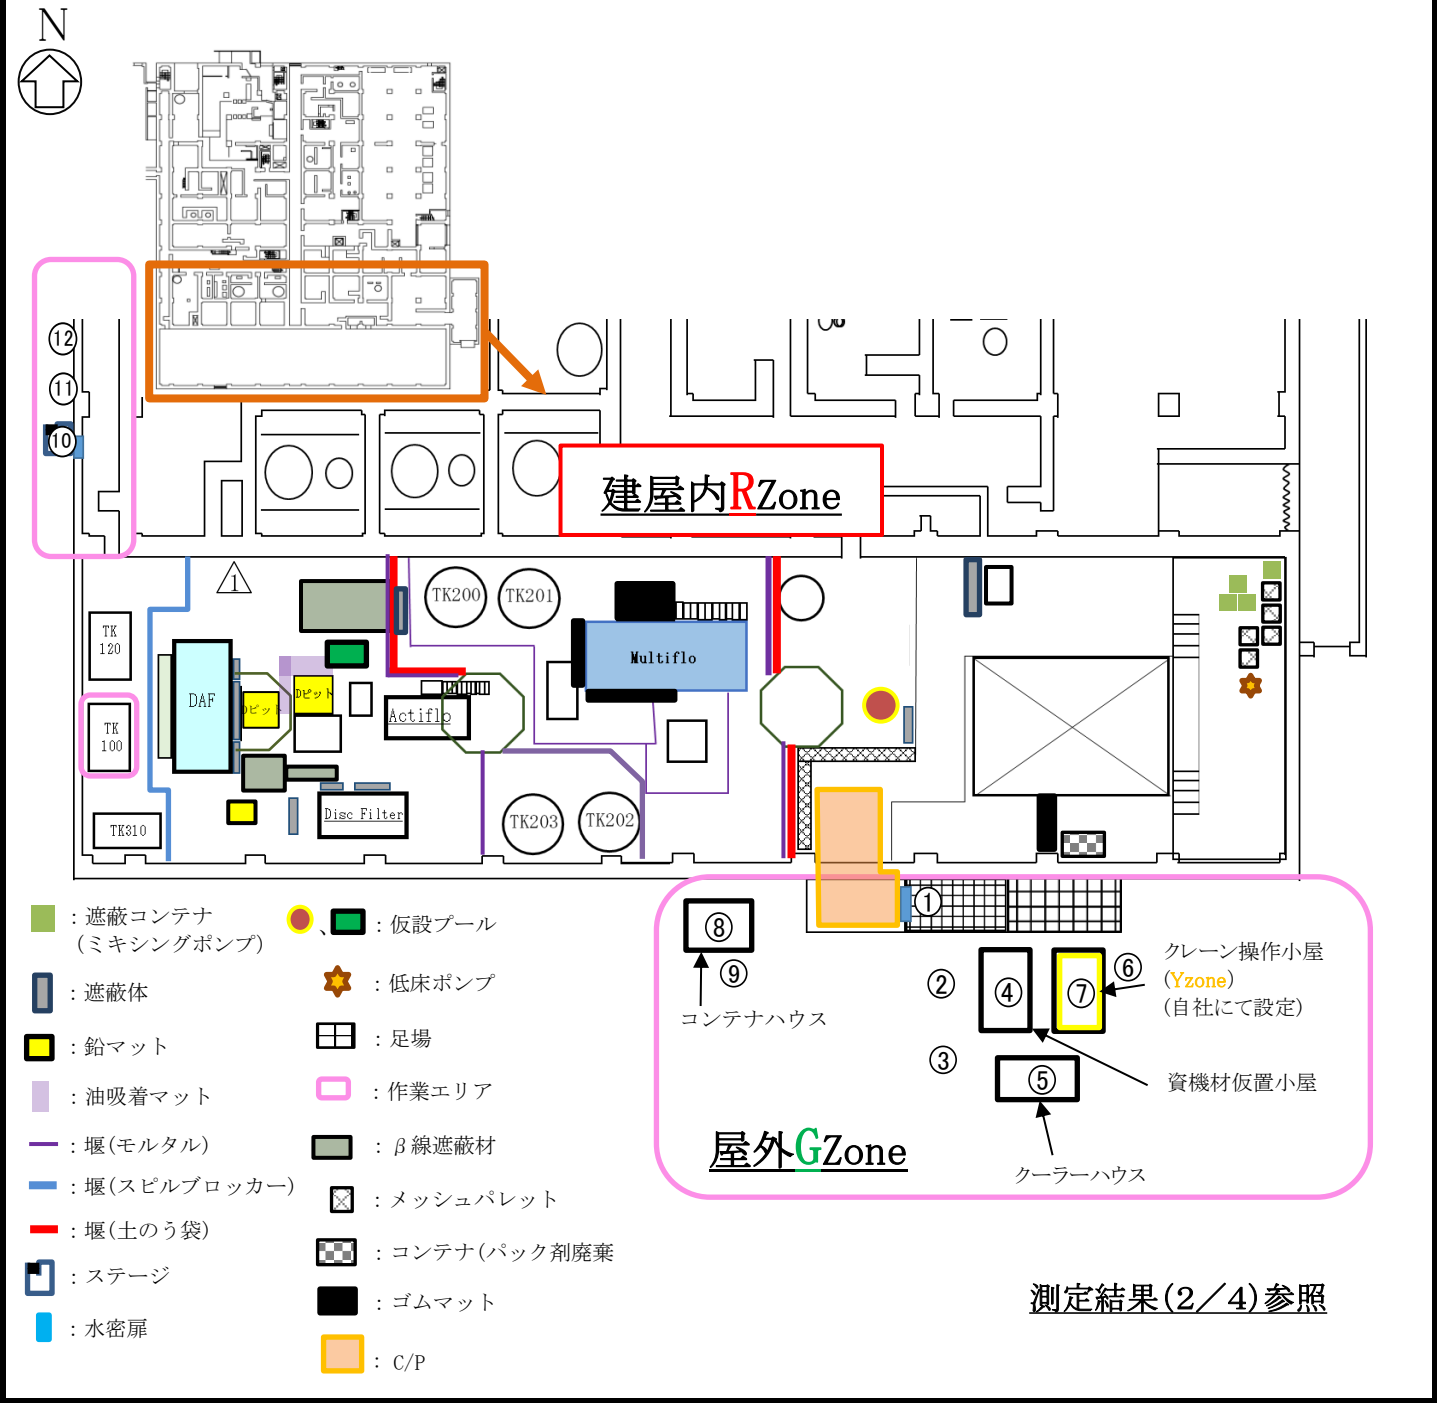 N
⑫
⑪
⑩
建屋内RZone
1
TK200
TK201
TK
120
Multiflo
DAF
Dピット
Dピット
TK
100
Actiflo
TK310
Disc Filter
TK203
TK202
①
⑧
⑨
②
④
⑦
⑥
クレーン操作小屋
(Yzone)
(自社にて設定)
コンテナハウス
③
⑤
資機材仮置小屋
屋外GZone
クーラーハウス
測定結果(2／4)参照
：遮蔽コンテナ
(ミキシングポンプ)
：遮蔽体
：鉛マット
：油吸着マット
：堰(モルタル)
：堰(スピルブロッカー)
：堰(土のう袋)
：ステージ
：水密扉
、
：仮設プール
：低床ポンプ
：足場
：作業エリア
：β線遮蔽材
：メッシュパレット
：コンテナ(パック剤廃棄
：ゴムマット
：C/P